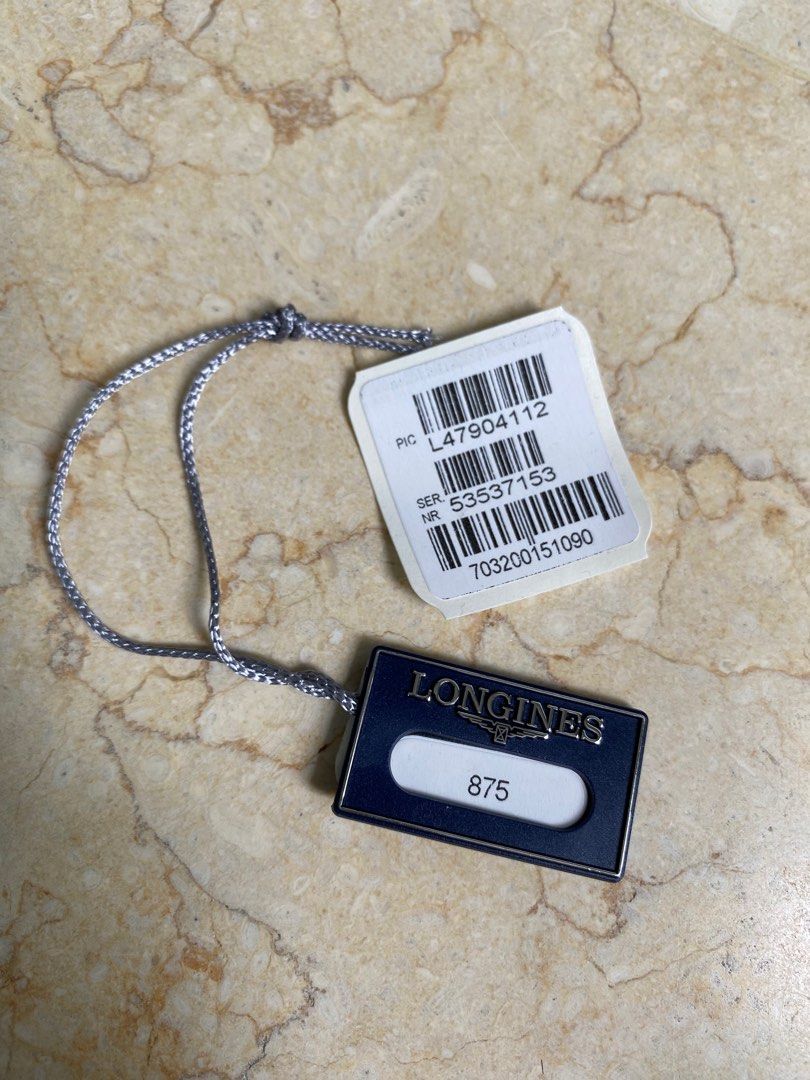 PIC L47904112
SER. NR 53537153
703200151090
LONGINES
875